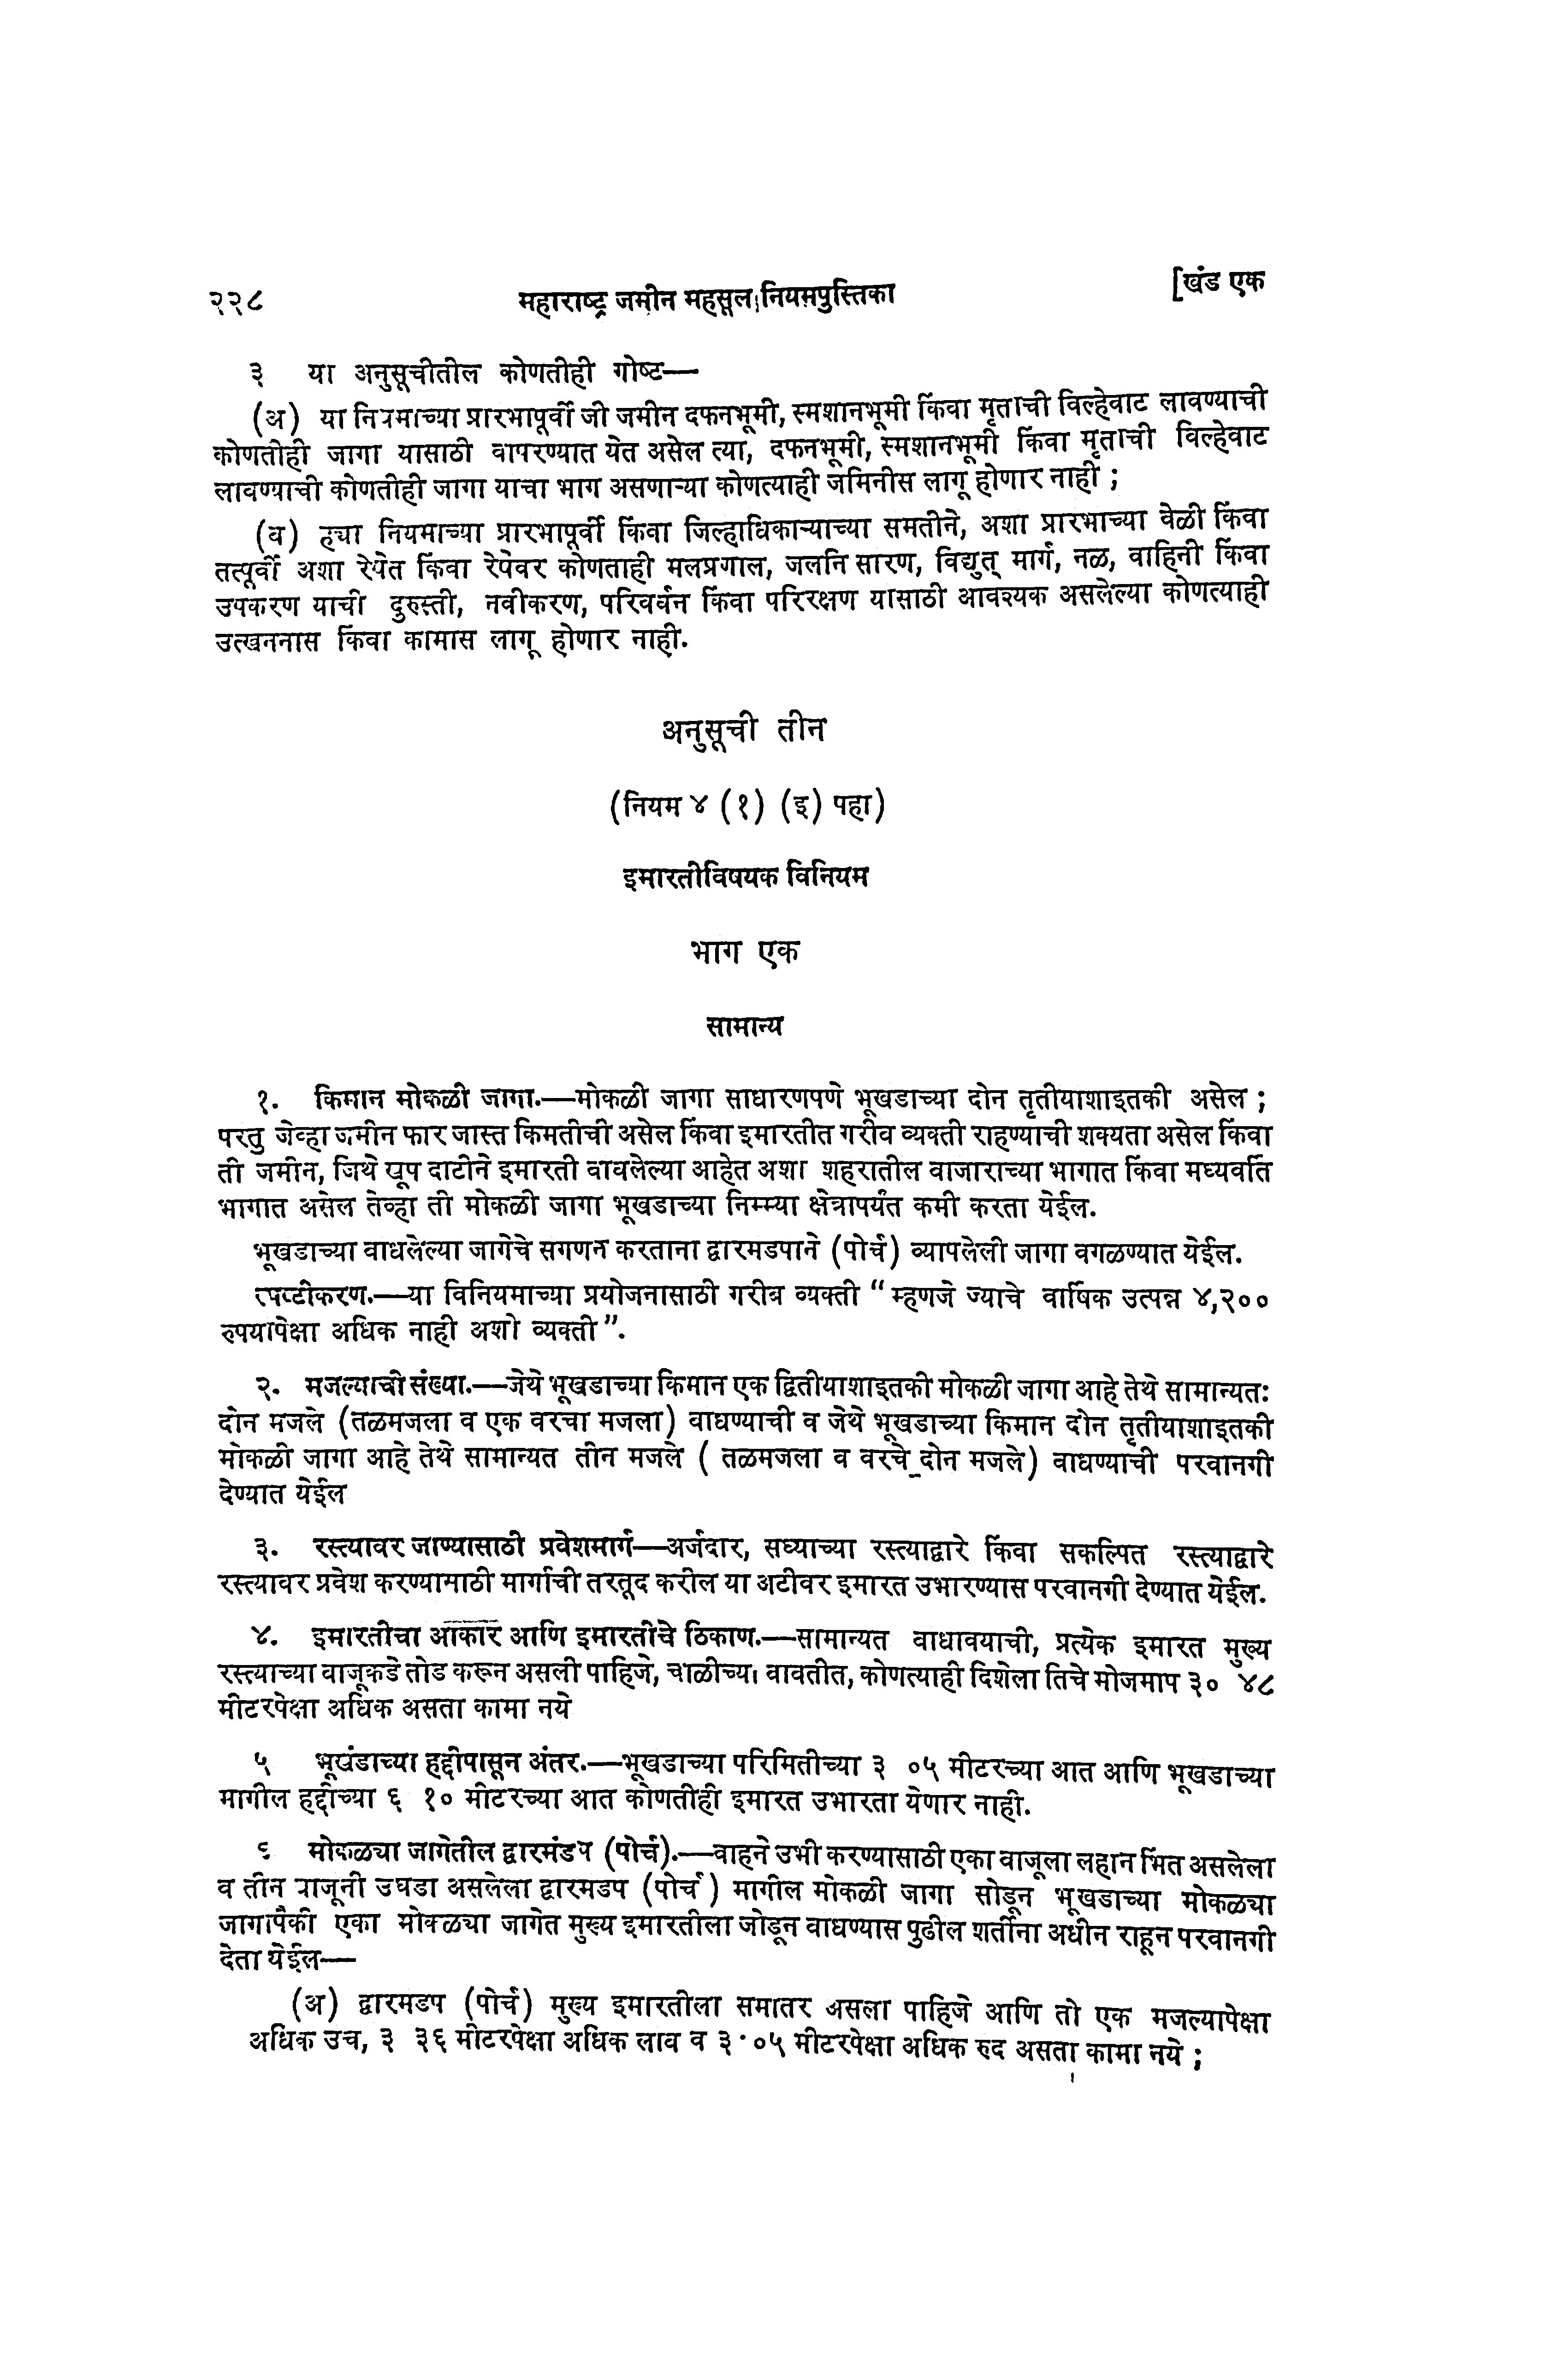 २२८ महाराष्ट्र जमीन महसूल नियमपुस्तिका [खंड एक
३ या अनुसूचीतील कोणतीही गोष्ट—
(अ) या नियमाच्या प्रारभापूर्वी जी जमीन दफनभूमी, स्मशानभूमी किंवा मृताची विल्हेवाट लावण्याची
कोणतीही जागा यासाठी वापरण्यात येत असेल त्या, दफनभूमी, स्मशानभूमी किंवा मृताची विल्हेवाट
लावण्याची कोणतीही जागा याचा भाग असणाऱ्या कोणत्याही जमिनीस लागू होणार नाही ;
(ब) ह्या नियमाच्या प्रारभापूर्वी किंवा जिल्हाधिकाऱ्याच्या समतीने, अशा प्रारभाच्या वेळी किंवा
तत्पूर्वी अशा रेषेत किंवा रेषेवर कोणताही मलप्रणाल, जलनि सारण, विद्युत् मार्ग, नळ, वाहिनी किंवा
उपकरण याची दुरुस्ती, नवीकरण, परिवर्धन किंवा परिरक्षण यासाठी आवश्यक असलेल्या कोणत्याही
उत्खननास किंवा कामास लागू होणार नाही.
अनुसूची तीन
(नियम ४ (१) (इ) पहा)
इमारतीविषयक विनियम
भाग एक
सामान्य
१. किमान मोकळी जागा.—मोकळी जागा साधारणपणे भूखडाच्या दोन तृतीयाशाइतकी असेल ;
परतु जेव्हा जमीन फार जास्त किमतीची असेल किंवा इमारतीत गरीब व्यक्ती राहण्याची शक्यता असेल किंवा
ती जमीन, जिथे खूप दाटीने इमारती बाधलेल्या आहेत अशा शहरातील बाजाराच्या भागात किंवा मध्यवर्ति
भागात असेल तेव्हा ती मोकळी जागा भूखडाच्या निम्म्या क्षेत्रापर्यंत कमी करता येईल.
भूखडाच्या बाधलेल्या जागेचे सगणन करताना द्वारमडपाने (पोर्च) व्यापलेली जागा वगळण्यात येईल.
स्पष्टीकरण.—या विनियमाच्या प्रयोजनासाठी गरीब व्यक्ती “ म्हणजे ज्याचे वार्षिक उत्पन्न ४,२००
रुपयापेक्षा अधिक नाही अशी व्यक्ती ”.
२. मजल्याची संख्या.—जेथे भूखडाच्या किमान एक द्वितीयाशाइतकी मोकळी जागा आहे तेथे सामान्यतः
दोन मजले (तळमजला व एक वरचा मजला) बाधण्याची व जेथे भूखडाच्या किमान दोन तृतीयाशाइतकी
मोकळी जागा आहे तेथे सामान्यत तीन मजले ( तळमजला व वरचे दोन मजले) बाधण्याची परवानगी
देण्यात येईल
३. रस्त्यावर जाण्यासाठी प्रवेशमार्ग—अर्जदार, सध्याच्या रस्त्याद्वारे किंवा सकल्पित रस्त्याद्वारे
रस्त्यावर प्रवेश करण्यासाठी मार्गाची तरतूद करील या अटीवर इमारत उभारण्यास परवानगी देण्यात येईल.
४. इमारतीचा आकार आणि इमारतीचे ठिकाण.—सामान्यत बाधावयाची, प्रत्येक इमारत मुख्य
रस्त्याच्या बाजूकडे तोड करून असली पाहिजे, चाळीच्या बाबतीत, कोणत्याही दिशेला तिचे मोजमाप ३० ४८
मीटरपेक्षा अधिक असता कामा नये
५ भूखंडाच्या हद्दीपासून अंतर.—भूखडाच्या परिमितीच्या ३ ०५ मीटरच्या आत आणि भूखडाच्या
मागील हद्दीच्या ६ १० मीटरच्या आत कोणतीही इमारत उभारता येणार नाही.
६ मोकळ्या जागेतील द्वारमंडप (पोर्च).—वाहने उभी करण्यासाठी एका बाजूला लहान भित असलेला
व तीन बाजूनी उघडा असलेला द्वारमडप (पोर्च ) मागील मोकळी जागा सोडून भूखडाच्या मोकळ्या
जागापैकी एका मोकळ्या जागेत मुख्य इमारतीला जोडून बाधण्यास पुढील शर्तीना अधीन राहून परवानगी
देता येईल—
(अ) द्वारमडप (पोर्च) मुख्य इमारतीला समातर असला पाहिजे आणि तो एक मजल्यापेक्षा
अधिक उच, ३ ३६ मीटरपेक्षा अधिक लाब व ३·०५ मीटरपेक्षा अधिक रुद असता कामा नये ;